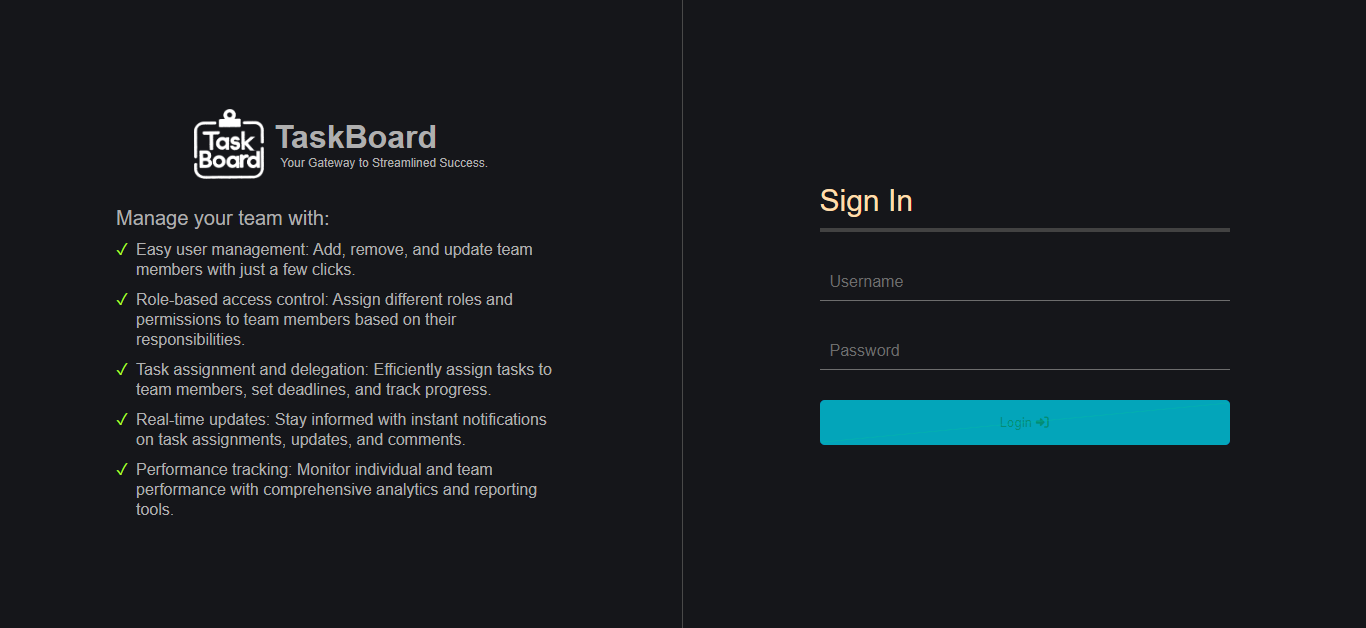 Task
Board
TaskBoard
Your Gateway to Streamlined Success.
Manage your team with:
Easy user management: Add, remove, and update team
members with just a few clicks.
Role-based access control: Assign different roles and
permissions to team members based on their
responsibilities.
Task assignment and delegation: Efficiently assign tasks to
team members, set deadlines, and track progress.
Real-time updates: Stay informed with instant notifications
on task assignments, updates, and comments.
Performance tracking: Monitor individual and team
performance with comprehensive analytics and reporting
tools.
Sign In
Username
Password
Login